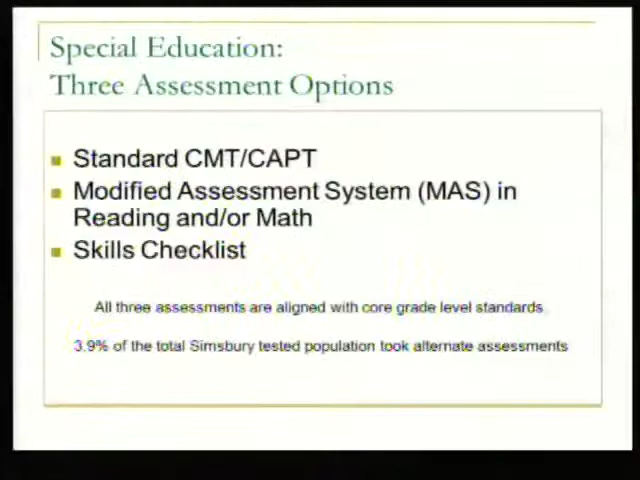 Special Education:
Three Assessment Options
Standard CMT/CAPT
Modified Assessment System (MAS) in
Reading and/or Math
Skills Checklist
All three assessments are aligned with core grade level standards
3.9% of the total Simsbury tested population took alternate assessments